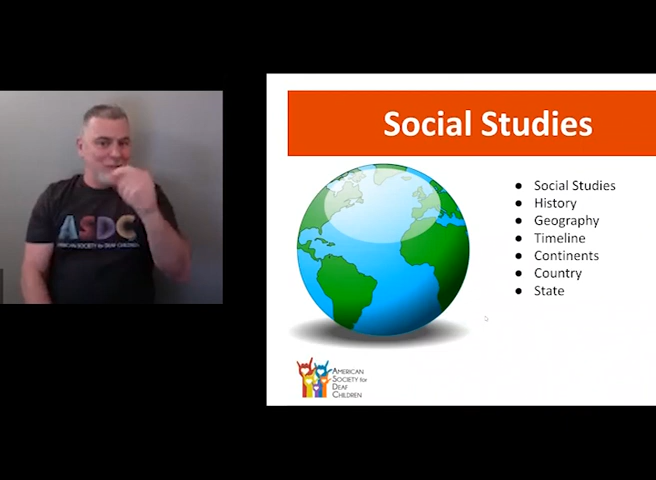 ASDC
AMERICAN SOCIETY for DEAF CHILDREN
Social Studies
Social Studies
History
Geography
Timeline
Continents
Country
State
AMERICAN
SOCIETY for
DEAF
CHILDREN